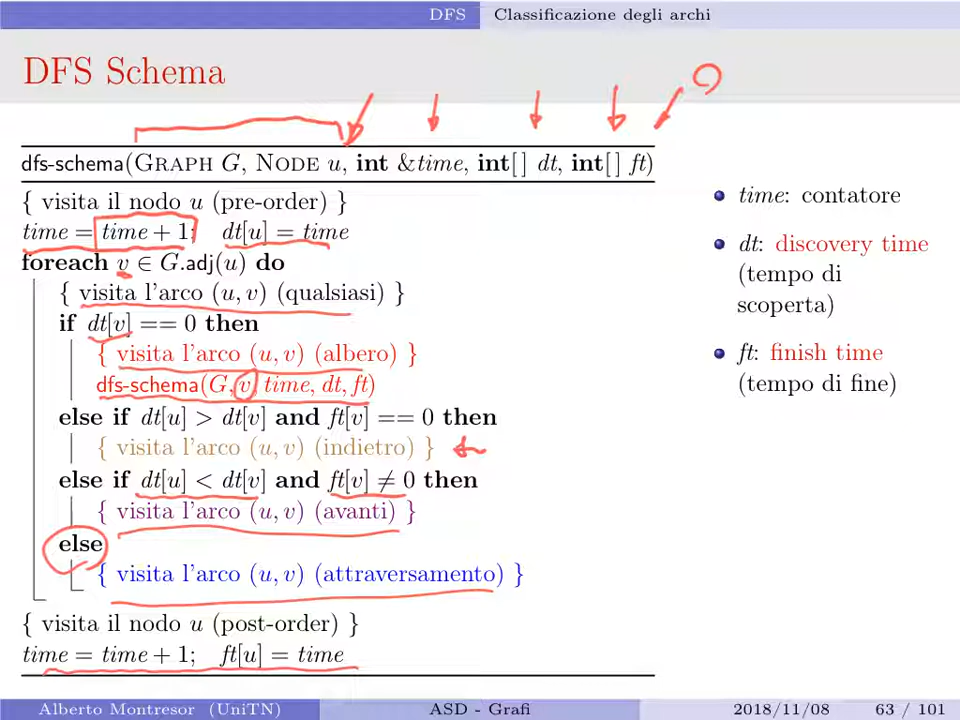 DFS Classificazione degli archi
DFS Schema
dfs-schema(GRAPH G, NODE u, int &time, int[ ] dt, int[ ] ft)
{ visita il nodo u (pre-order) }
time = time + 1; dt[u] = time
foreach v ∈ G.adj(u) do
{ visita l'arco (u, v) (qualsiasi) }
if dt[v] == 0 then
{ visita l'arco (u, v) (albero) }
dfs-schema(G, v, time, dt, ft)
else if dt[u] > dt[v] and ft[v] == 0 then
{ visita l'arco (u, v) (indietro) }
else if dt[u] < dt[v] and ft[v] ≠ 0 then
{ visita l'arco (u, v) (avanti) }
else
{ visita l'arco (u, v) (attraversamento) }
{ visita il nodo u (post-order) }
time = time + 1; ft[u] = time
time: contatore
dt: discovery time
(tempo di
scoperta)
ft: finish time
(tempo di fine)
Alberto Montresor (UniTN) ASD - Grafi 2018/11/08 63 / 101